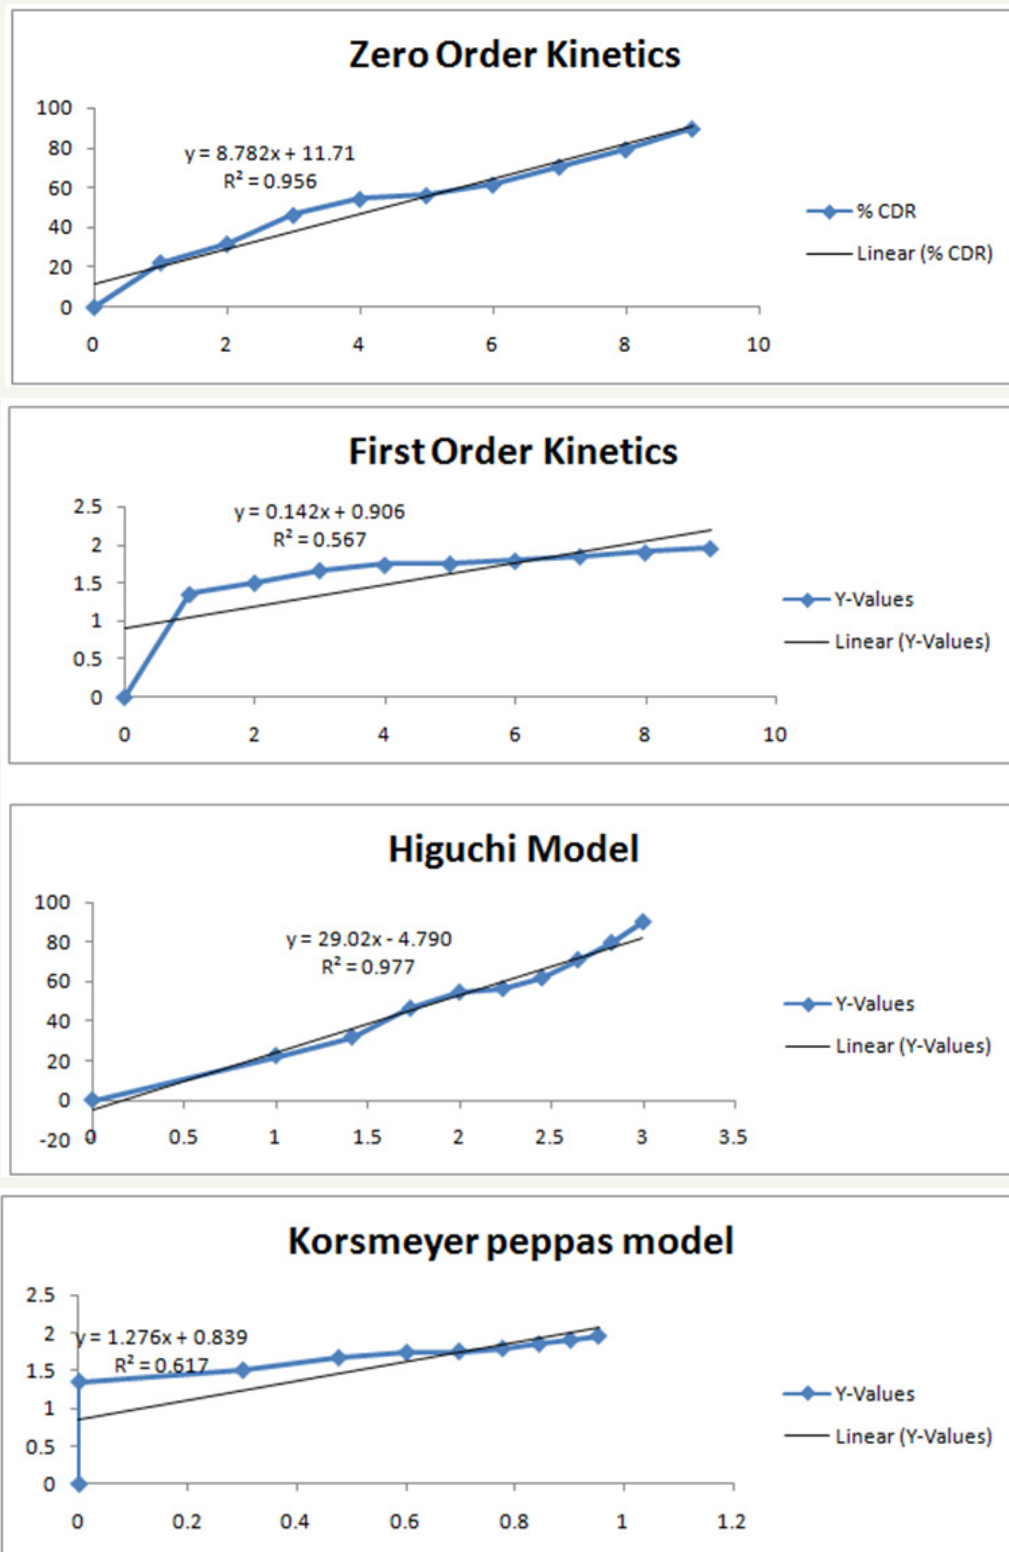 Zero Order Kinetics
100
80
60
40
20
0
y = 8.782x + 11.71
R² = 0.956
% CDR
Linear (% CDR)
0 2 4 6 8 10
First Order Kinetics
2.5
2
1.5
1
0.5
0
y = 0.142x + 0.906
R² = 0.567
Y-Values
Linear (Y-Values)
0 2 4 6 8 10
Higuchi Model
100
80
60
40
20
0
-20
y = 29.02x - 4.790
R² = 0.977
Y-Values
Linear (Y-Values)
0 0.5 1 1.5 2 2.5 3 3.5
Korsmeyer peppas model
2.5
2
1.5
1
0.5
0
y = 1.276x + 0.839
R² = 0.617
Y-Values
Linear (Y-Values)
0 0.2 0.4 0.6 0.8 1 1.2